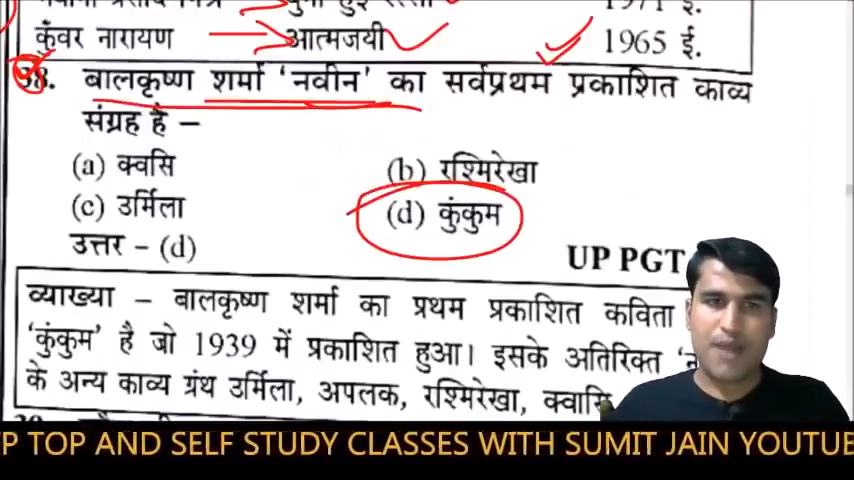 कुँवर नारायण आत्मजयी 1965 ई.
38. बालकृष्ण शर्मा 'नवीन' का सर्वप्रथम प्रकाशित काव्य
संग्रह है –
(a) क्वसि (b) रश्मिरेखा
(c) उर्मिला (d) कुंकुम
उत्तर – (d)
UP PGT
व्याख्या – बालकृष्ण शर्मा का प्रथम प्रकाशित कविता
'कुंकुम' है जो 1939 में प्रकाशित हुआ। इसके अतिरिक्त
के अन्य काव्य ग्रंथ उर्मिला, अपलक, रश्मिरेखा, क्वासि
TOP AND SELF STUDY CLASSES WITH SUMIT JAIN YOUTUBE